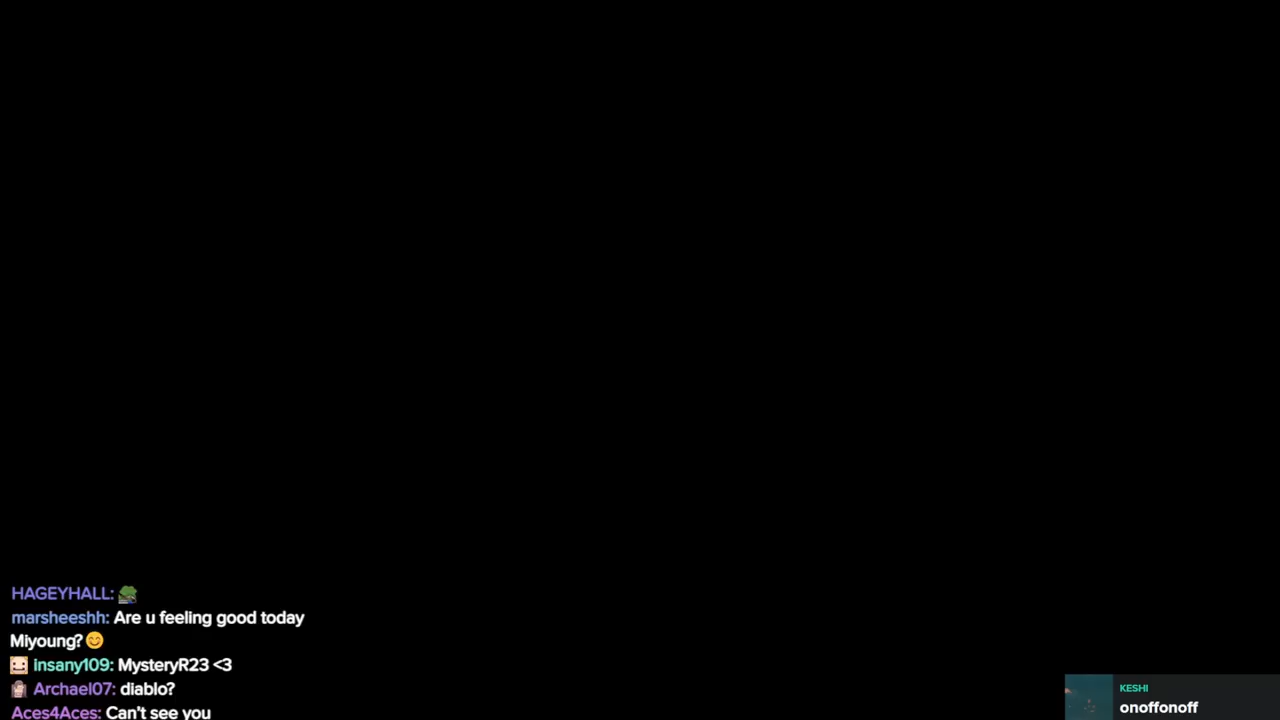 HAGEYHALL:
marsheeshh: Are u feeling good today
Miyoung?
insany109: MysteryR23 <3
Archael07: diablo?
Aces4Aces: Can't see you
KESHI
onoffonoff